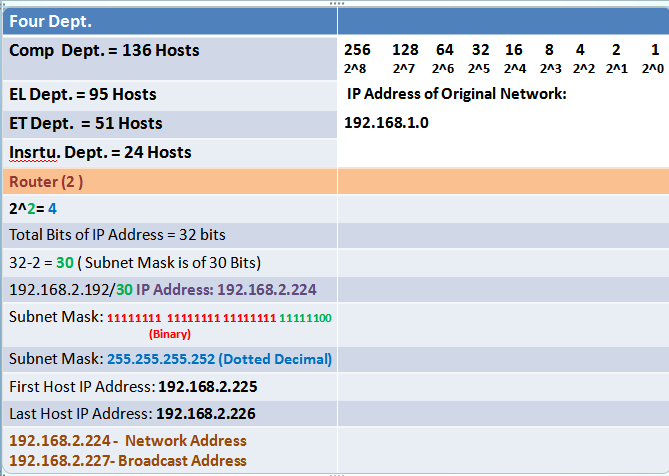 Four Dept.
Comp Dept. = 136 Hosts
256 128 64 32 16 8 4 2 1
2^8 2^7 2^6 2^5 2^4 2^3 2^2 2^1 2^0
EL Dept. = 95 Hosts
IP Address of Original Network:
ET Dept. = 51 Hosts
192.168.1.0
Insrtu. Dept. = 24 Hosts
Router (2 )
2^2= 4
Total Bits of IP Address = 32 bits
32-2 = 30 ( Subnet Mask is of 30 Bits)
192.168.2.192/30 IP Address: 192.168.2.224
Subnet Mask: 11111111 11111111 11111111 11111100
(Binary)
Subnet Mask: 255.255.255.252 (Dotted Decimal)
First Host IP Address: 192.168.2.225
Last Host IP Address: 192.168.2.226
192.168.2.224 - Network Address
192.168.2.227- Broadcast Address